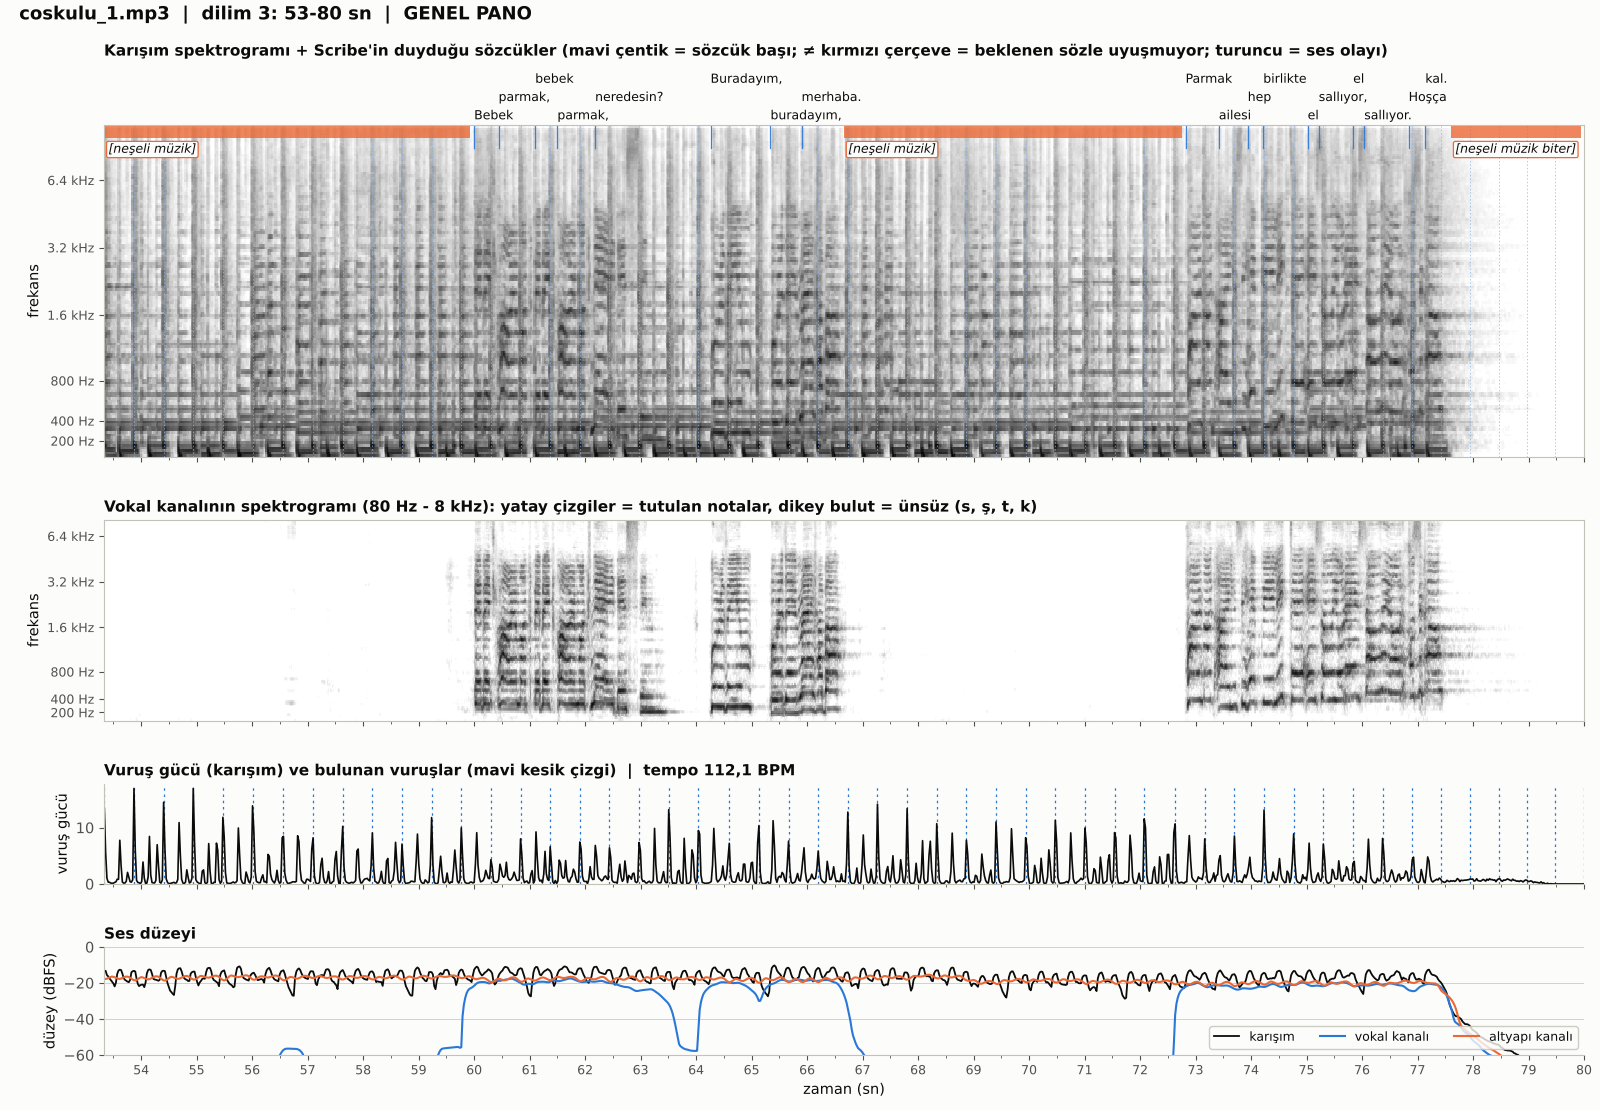 coskulu_1.mp3 | dilim 3: 53-80 sn | GENEL PANO
Karışım spektrogramı + Scribe'in duyduğu sözcükler (mavi çentik = sözcük başı; ≠ kırmızı çerçeve = beklenen sözle uyuşmuyor; turuncu = ses olayı)
bebek Buradayım, Parmak birlikte el kal.
parmak, neredesin? merhaba. hep sallıyor, Hoşça
Bebek parmak, buradayım, ailesi el sallıyor.
[neşeli müzik] [neşeli müzik] [neşeli müzik biter]
6.4 kHz
3.2 kHz
1.6 kHz
800 Hz
400 Hz
200 Hz
frekans
Vokal kanalının spektrogramı (80 Hz - 8 kHz): yatay çizgiler = tutulan notalar, dikey bulut = ünsüz (s, ş, t, k)
6.4 kHz
3.2 kHz
1.6 kHz
800 Hz
400 Hz
200 Hz
frekans
Vuruş gücü (karışım) ve bulunan vuruşlar (mavi kesik çizgi) | tempo 112,1 BPM
10
0
vuruş gücü
Ses düzeyi
0
−20
−40
−60
düzey (dBFS)
karışım vokal kanalı altyapı kanalı
54 55 56 57 58 59 60 61 62 63 64 65 66 67 68 69 70 71 72 73 74 75 76 77 78 79 80
zaman (sn)